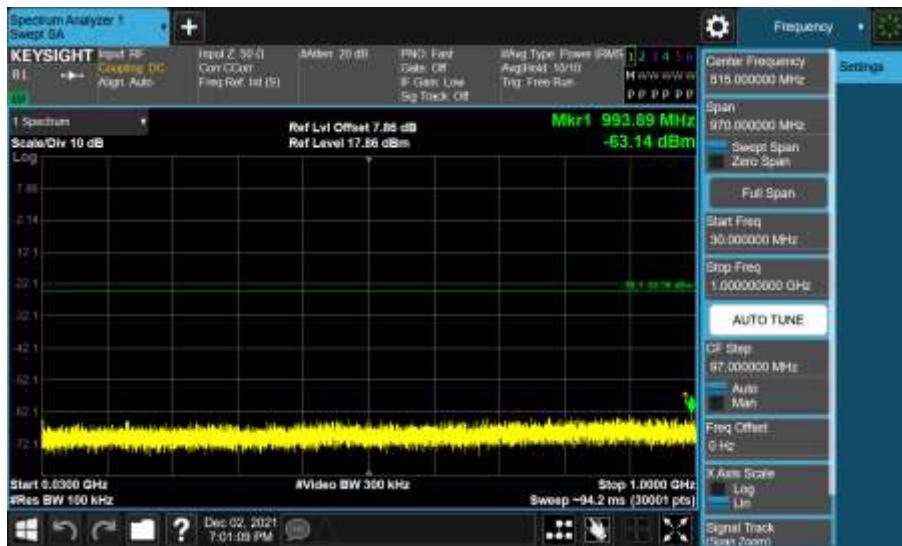 Spectrum Analyzer 1
Swept SA
Frequency
KEYSIGHT
Input: RF
Coupling: DC
Align: Auto
Input Z: 50 Ω
Corr CCorr
Freq Ref: Int (S)
#Atten: 20 dB
PNO: Fast
Gate: Off
IF Gain: Low
Sig Track: Off
#Avg Type: Power (RMS
Avg|Hold: 10/10
Trig: Free Run
1 2 3 4 5 6
M W W W W W
P P P P P P
Center Frequency
515.000000 MHz
Settings
1 Spectrum
Scale/Div 10 dB
Log
Ref Lvl Offset 7.86 dB
Ref Level 17.86 dBm
Mkr1 993.89 MHz
-63.14 dBm
Span
970.000000 MHz
Swept Span
Zero Span
Full Span
Start Freq
30.000000 MHz
Stop Freq
1.000000000 GHz
AUTO TUNE
CF Step
97.000000 MHz
Auto
Man
Freq Offset
0 Hz
X Axis Scale
Log
Lin
Signal Track
(Span Zoom)
7.86
-2.14
-12.1
-22.1
-42.1
-52.1
-62.1
-72.1
Start 0.0300 GHz
#Res BW 100 kHz
#Video BW 300 kHz
Stop 1.0000 GHz
Sweep ~94.2 ms (30001 pts)
Dec 02, 2021
7:01:09 PM